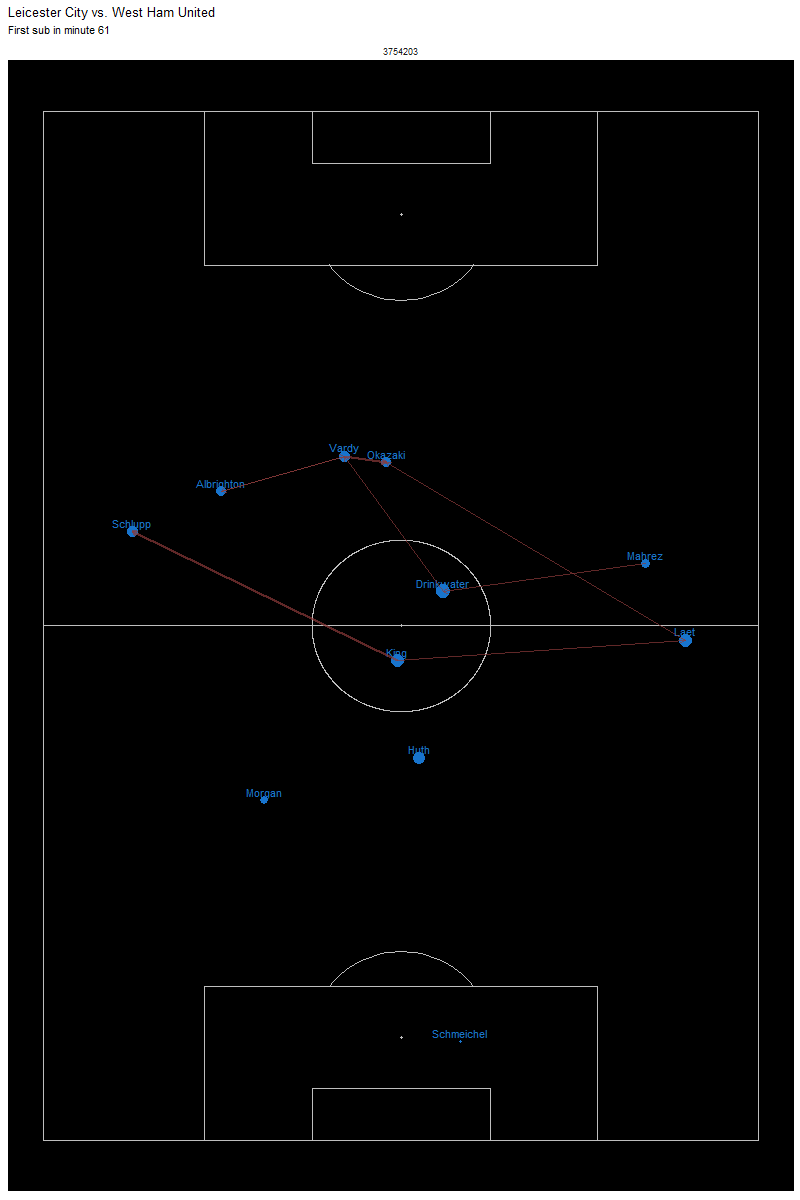 Leicester City vs. West Ham United
First sub in minute 61
3754203
Vardy
Okazaki
Albrighton
Schlupp
Mahrez
Drinkwater
Laet
King
Huth
Morgan
Schmeichel